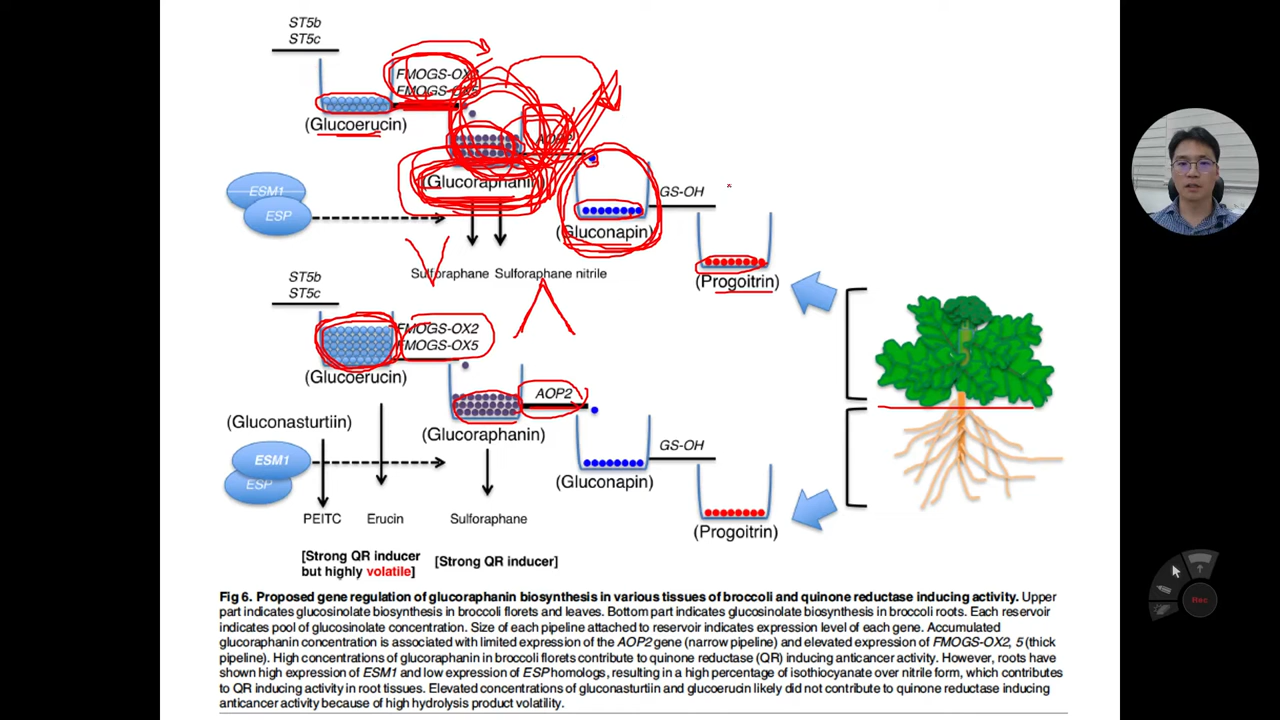 ST5b
ST5c
FMOGS-OX
FMOGS-OX5
(Glucoerucin)
AOP2
(Glucoraphanin)
ESM1
ESP
GS-OH
(Gluconapin)
Sulforaphane Sulforaphane nitrile
(Progoitrin)
ST5b
ST5c
FMOGS-OX2
FMOGS-OX5
(Glucoerucin)
AOP2
(Gluconasturtiin)
(Glucoraphanin)
GS-OH
ESM1
ESP
(Gluconapin)
PEITC Erucin Sulforaphane
(Progoitrin)
[Strong QR inducer
but highly volatile]
[Strong QR inducer]
Fig 6. Proposed gene regulation of glucoraphanin biosynthesis in various tissues of broccoli and quinone reductase inducing activity. Upper
part indicates glucosinolate biosynthesis in broccoli florets and leaves. Bottom part indicates glucosinolate biosynthesis in broccoli roots. Each reservoir
indicates pool of glucosinolate concentration. Size of each pipeline attached to reservoir indicates expression level of each gene. Accumulated
glucoraphanin concentration is associated with limited expression of the AOP2 gene (narrow pipeline) and elevated expression of FMOGS-OX2, 5 (thick
pipeline). High concentrations of glucoraphanin in broccoli florets contribute to quinone reductase (QR) inducing anticancer activity. However, roots have
shown high expression of ESM1 and low expression of ESP homologs, resulting in a high percentage of isothiocyanate over nitrile form, which contributes
to QR inducing activity in root tissues. Elevated concentrations of gluconasturtiin and glucoerucin likely did not contribute to quinone reductase inducing
anticancer activity because of high hydrolysis product volatility.
Rec